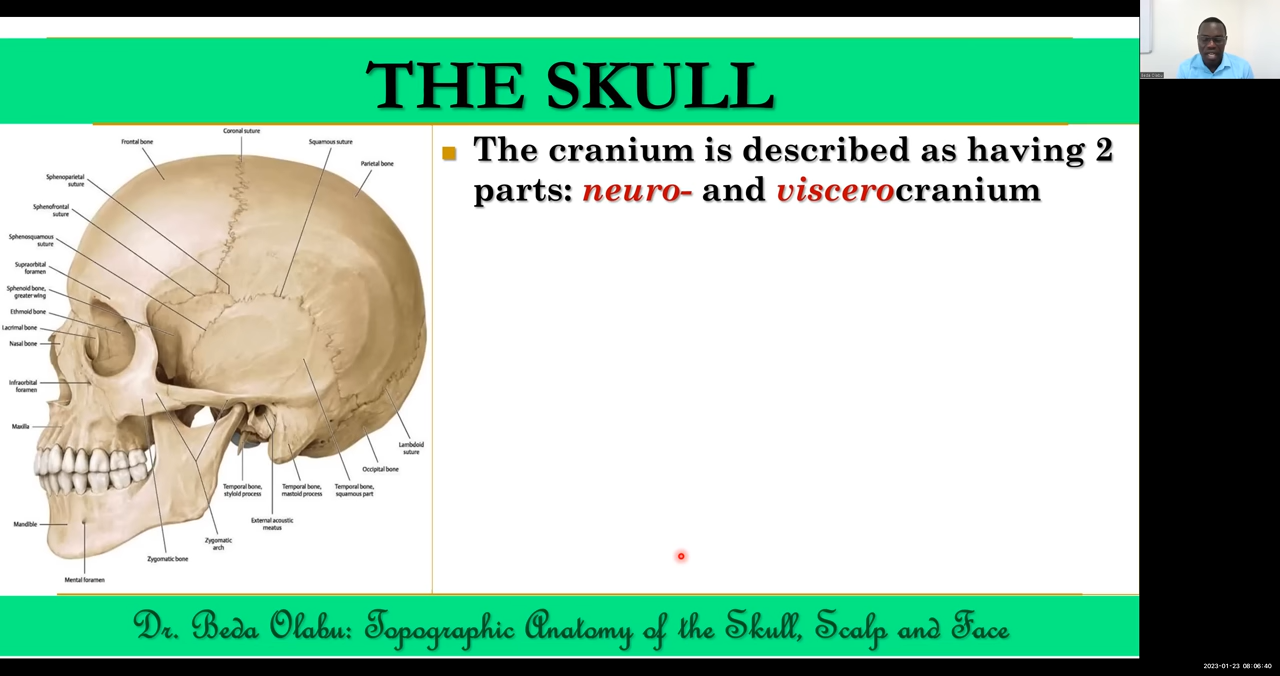 THE SKULL
Coronal suture
Frontal bone
Squamous suture
Parietal bone
Sphenoparietal
suture
Sphenofrontal
suture
Sphenosquamous
suture
Supraorbital
foramen
Sphenoid bone,
greater wing
Ethmoid bone
Lacrimal bone
Nasal bone
Infraorbital
foramen
Maxilla
Mandible
Mental foramen
Zygomatic bone
Zygomatic
arch
External acoustic
meatus
Temporal bone,
styloid process
Temporal bone,
mastoid process
Temporal bone,
squamous part
Occipital bone
Lambdoid
suture
The cranium is described as having 2
parts: neuro- and viscerocranium
Dr. Beda Olabu: Topographic Anatomy of the Skull, Scalp and Face
2023-01-23 08:06:40